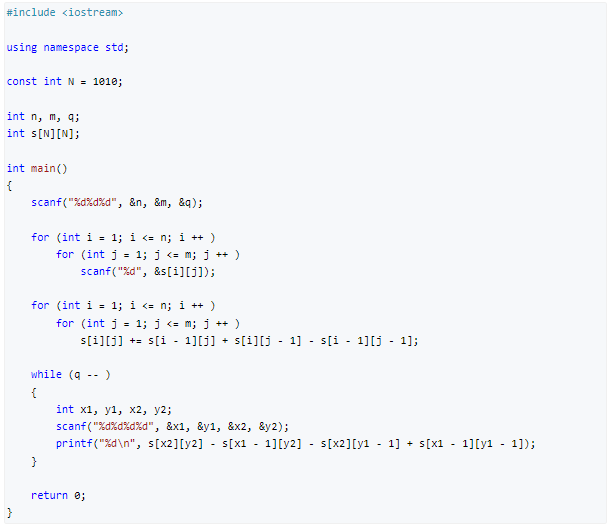 #include <iostream>
using namespace std;
const int N = 1010;
int n, m, q;
int s[N][N];
int main()
{
scanf("%d%d%d", &n, &m, &q);
for (int i = 1; i <= n; i ++ )
for (int j = 1; j <= m; j ++ )
scanf("%d", &s[i][j]);
for (int i = 1; i <= n; i ++ )
for (int j = 1; j <= m; j ++ )
s[i][j] += s[i - 1][j] + s[i][j - 1] - s[i - 1][j - 1];
while (q -- )
{
int x1, y1, x2, y2;
scanf("%d%d%d%d", &x1, &y1, &x2, &y2);
printf("%d\n", s[x2][y2] - s[x1 - 1][y2] - s[x2][y1 - 1] + s[x1 - 1][y1 - 1]);
}
return 0;
}